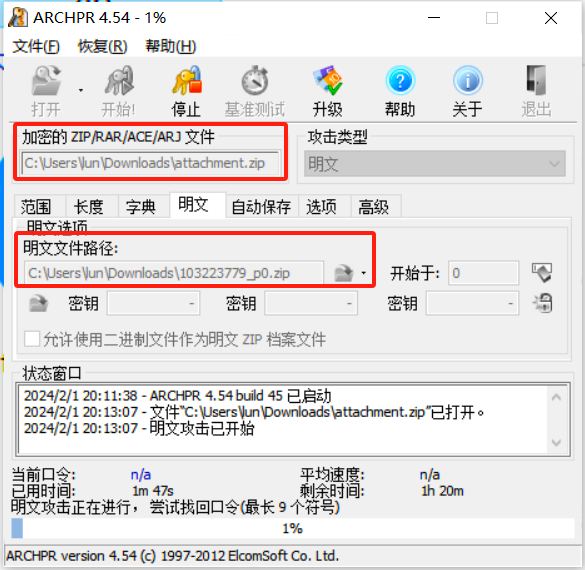 ARCHPR 4.54 - 1%
文件(F) 恢复(R) 帮助(H)
打开 开始! 停止 基准测试 升级 帮助 关于 退出
加密的 ZIP/RAR/ACE/ARJ 文件
C:\Users\lun\Downloads\attachment.zip
攻击类型
明文
范围 长度 字典 明文 自动保存 选项 高级
明文选项
明文文件路径:
C:\Users\lun\Downloads\103223779_p0.zip
开始于: 0
密钥 - 密钥 - 密钥 -
允许使用二进制文件作为明文 ZIP 档案文件
状态窗口
2024/2/1 20:11:38 - ARCHPR 4.54 build 45 已启动
2024/2/1 20:13:07 - 文件"C:\Users\lun\Downloads\attachment.zip"已打开。
2024/2/1 20:13:07 - 明文攻击已开始
当前口令: n/a 平均速度: n/a
已用时间: 1m 47s 剩余时间: 1h 20m
明文攻击正在进行，尝试找回口令(最长 9 个符号)
1%
ARCHPR version 4.54 (c) 1997-2012 ElcomSoft Co. Ltd.